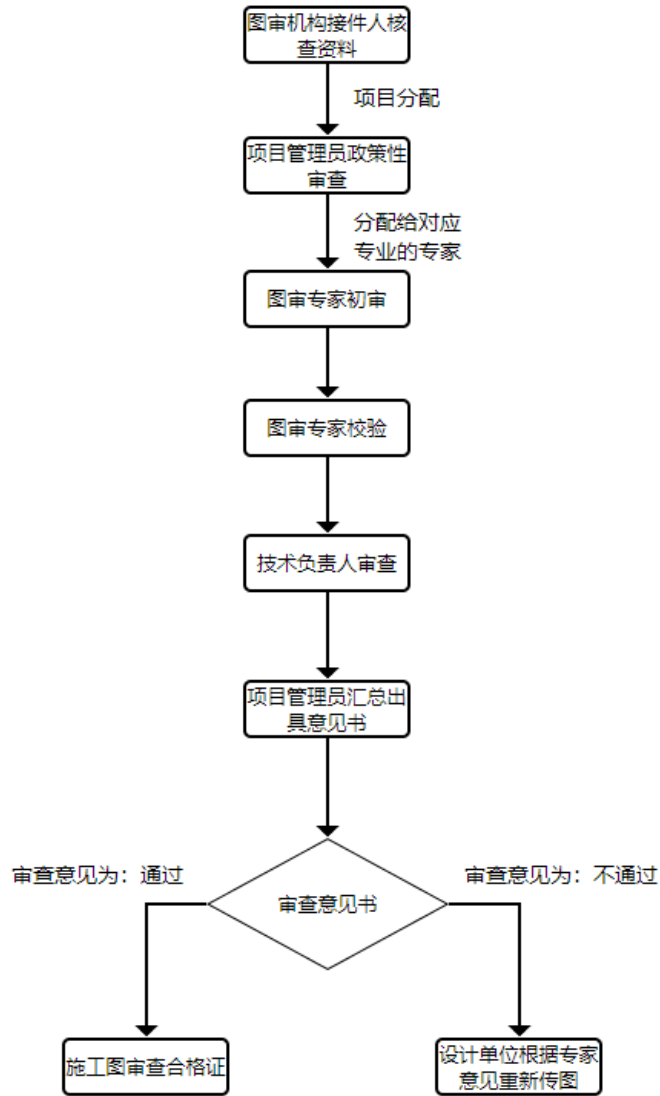 图审机构接件人核
查资料
项目分配
项目管理员政策性
审查
分配给对应
专业的专家
图审专家初审
图审专家校验
技术负责人审查
项目管理员汇总出
具意见书
审查意见为：通过
审查意见为：不通过
审查意见书
施工图审查合格证
设计单位根据专家
意见重新传图